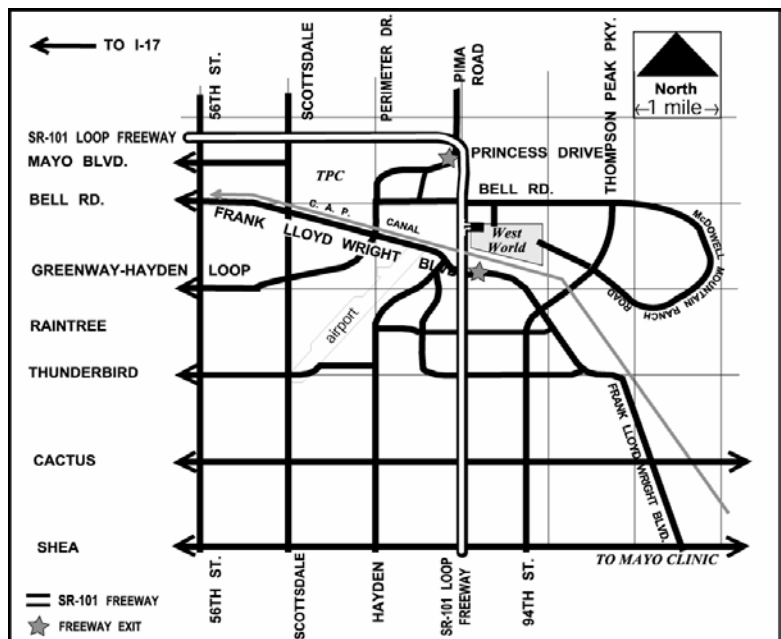 TO I-17
56TH ST.
SCOTTSDALE
PERIMETER DR.
PIMA
ROAD
THOMPSON PEAK PKY.
North
1 mile
SR-101 LOOP FREEWAY
MAYO BLVD.
PRINCESS DRIVE
TPC
BELL RD.
BELL RD.
C. A. P.
CANAL
FRANK LLOYD WRIGHT BLVD.
West
World
McDOWELL MOUNTAIN RANCH ROAD
GREENWAY-HAYDEN LOOP
airport
RAINTREE
THUNDERBIRD
FRANK LLOYD WRIGHT BLVD.
CACTUS
SHEA
TO MAYO CLINIC
56TH ST.
SCOTTSDALE
HAYDEN
SR-101 LOOP
FREEWAY
94TH ST.
SR-101 FREEWAY
FREEWAY EXIT